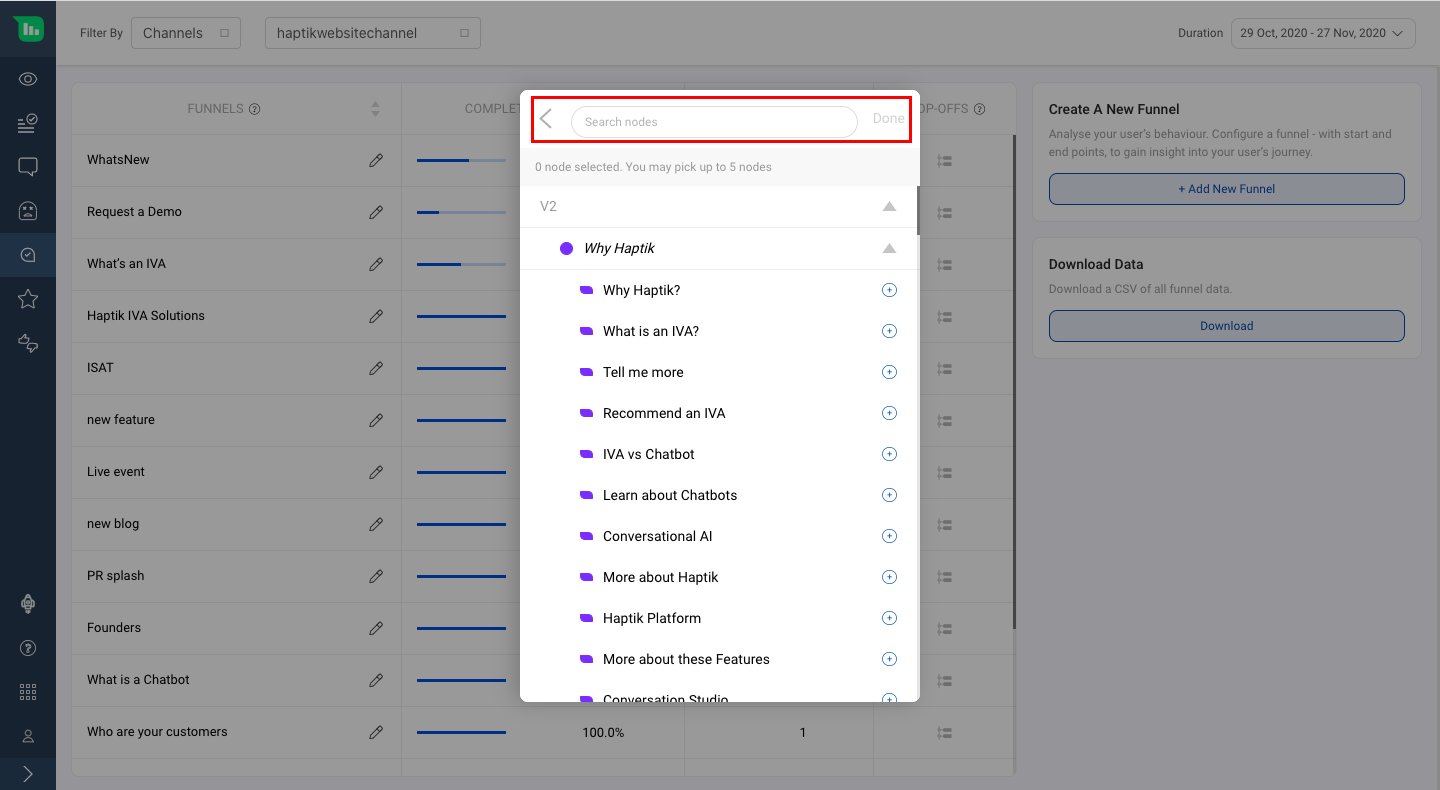 Filter By Channels haptikwebsitechannel Duration 29 Oct, 2020 - 27 Nov, 2020
FUNNELS ? COMPLET OP-OFFS ?
WhatsNew
Request a Demo
What's an IVA
Haptik IVA Solutions
ISAT
new feature
Live event
new blog
PR splash
Founders
What is a Chatbot
Who are your customers 100.0% 1
Search nodes Done
0 node selected. You may pick up to 5 nodes
V2
Why Haptik
Why Haptik?
What is an IVA?
Tell me more
Recommend an IVA
IVA vs Chatbot
Learn about Chatbots
Conversational AI
More about Haptik
Haptik Platform
More about these Features
Conversation Studio
Create A New Funnel
Analyse your user's behaviour. Configure a funnel - with start and
end points, to gain insight into your user's journey.
+ Add New Funnel
Download Data
Download a CSV of all funnel data.
Download